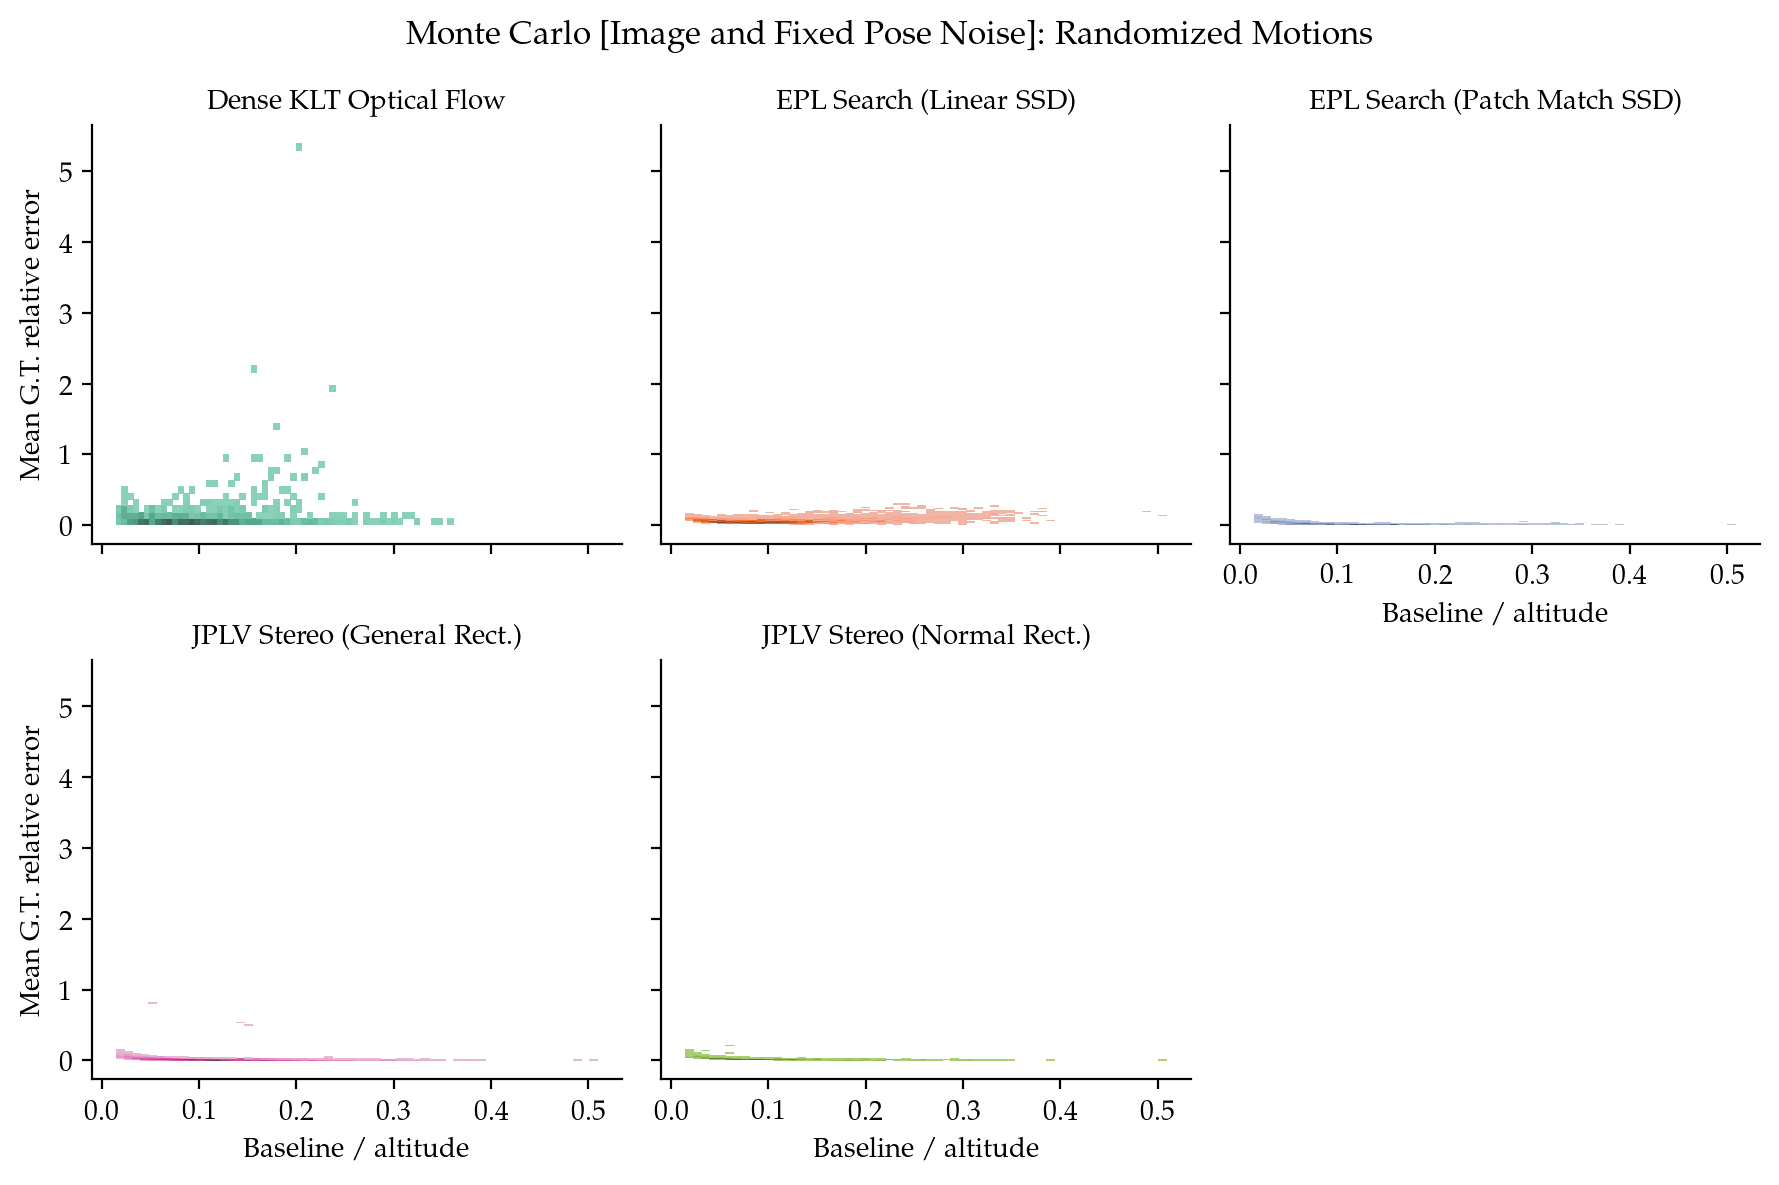 Monte Carlo [Image and Fixed Pose Noise]: Randomized Motions
Dense KLT Optical Flow
EPL Search (Linear SSD)
EPL Search (Patch Match SSD)
Mean G.T. relative error
5
4
3
2
1
0
0.0 0.1 0.2 0.3 0.4 0.5
Baseline / altitude
JPLV Stereo (General Rect.)
JPLV Stereo (Normal Rect.)
Mean G.T. relative error
5
4
3
2
1
0
0.0 0.1 0.2 0.3 0.4 0.5
Baseline / altitude
0.0 0.1 0.2 0.3 0.4 0.5
Baseline / altitude